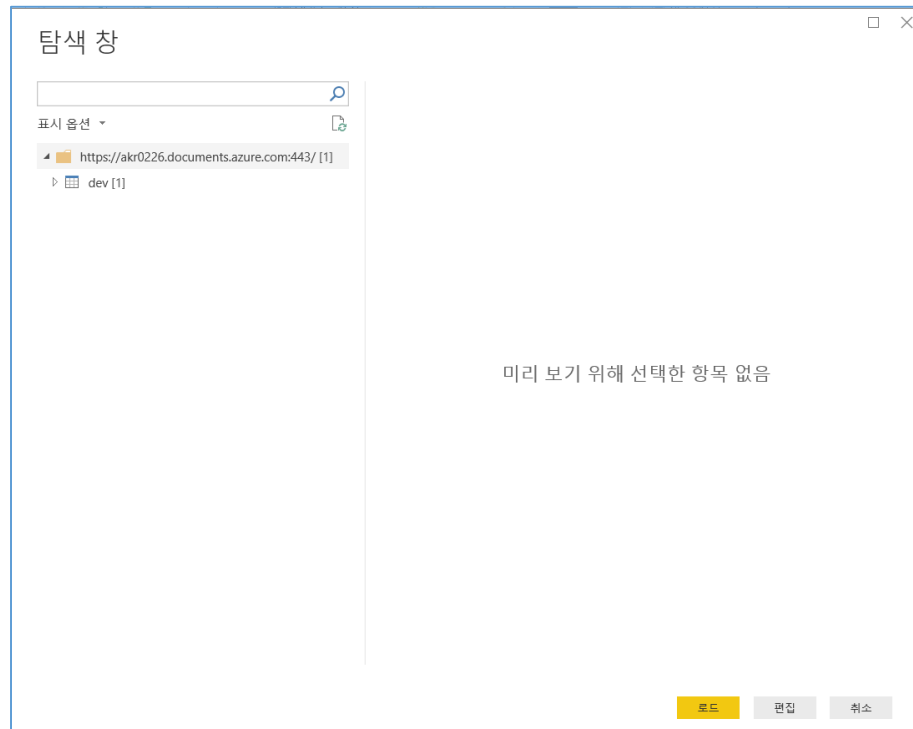 탐색 창
표시 옵션
https://akr0226.documents.azure.com:443/ [1]
dev [1]
미리 보기 위해 선택한 항목 없음
로드
편집
취소